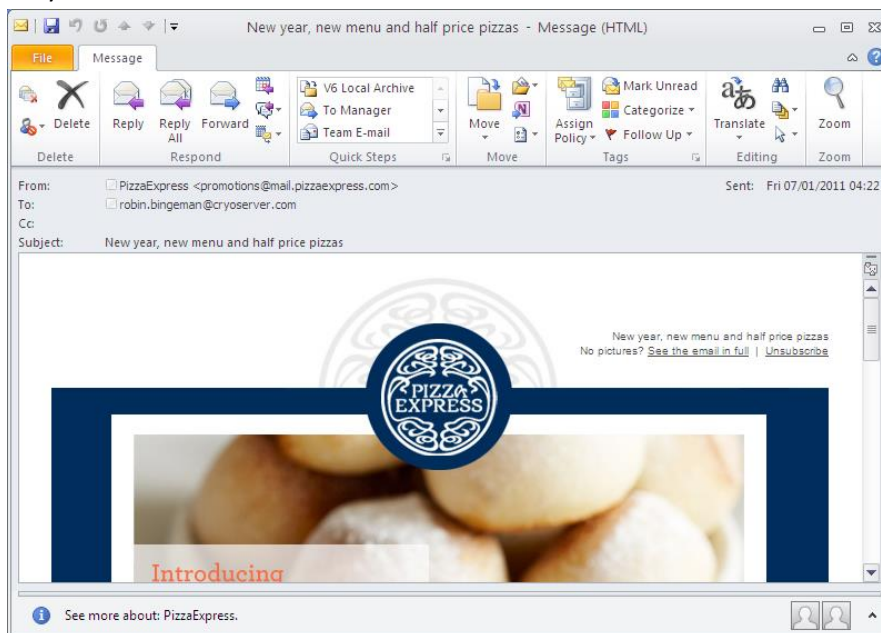 New year, new menu and half price pizzas - Message (HTML)
File Message
V6 Local Archive
To Manager
Team E-mail
Delete
Reply Reply All Forward
Move
Assign Policy
Mark Unread
Categorize
Follow Up
Translate
Zoom
Delete Respond Quick Steps Move Tags Editing Zoom
From: PizzaExpress <promotions@mail.pizzaexpress.com> Sent: Fri 07/01/2011 04:22
To: robin.bingeman@cryoserver.com
Cc:
Subject: New year, new menu and half price pizzas
New year, new menu and half price pizzas
No pictures? See the email in full | Unsubscribe
PIZZA
EXPRESS
Introducing
See more about: PizzaExpress.